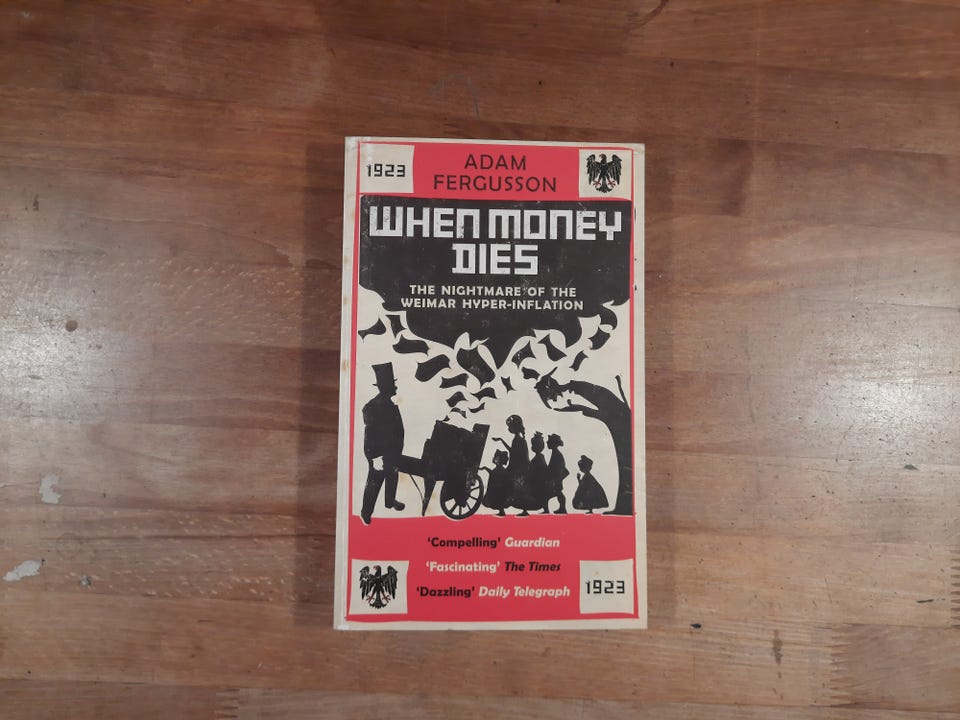 1923
ADAM
FERGUSSON
WHEN MONEY
DIES
THE NIGHTMARE OF THE
WEIMAR HYPER-INFLATION
'Compelling' Guardian
'Fascinating' The Times
'Dazzling' Daily Telegraph
1923